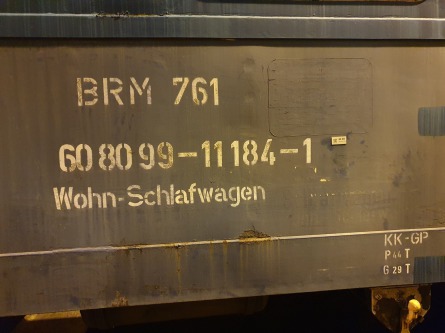 BRM 761
60 80 99-11 184-1
Wohn-Schlafwagen
KK-GP
P 44 T
G 29 T